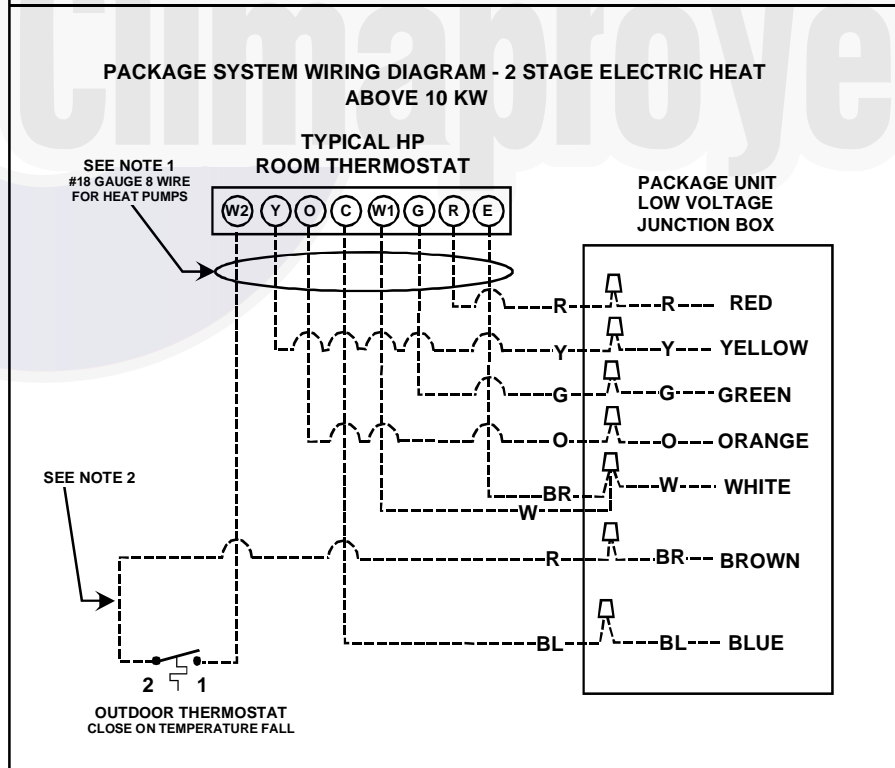 Climaproye
PACKAGE SYSTEM WIRING DIAGRAM - 2 STAGE ELECTRIC HEAT
ABOVE 10 KW
TYPICAL HP
ROOM THERMOSTAT
SEE NOTE 1
#18 GAUGE 8 WIRE
FOR HEAT PUMPS
W2 Y O C W1 G R E
PACKAGE UNIT
LOW VOLTAGE
JUNCTION BOX
R R RED
Y Y YELLOW
G G GREEN
O O ORANGE
BR W WHITE
W
R BR BROWN
BL BL BLUE
SEE NOTE 2
2 1
OUTDOOR THERMOSTAT
CLOSE ON TEMPERATURE FALL